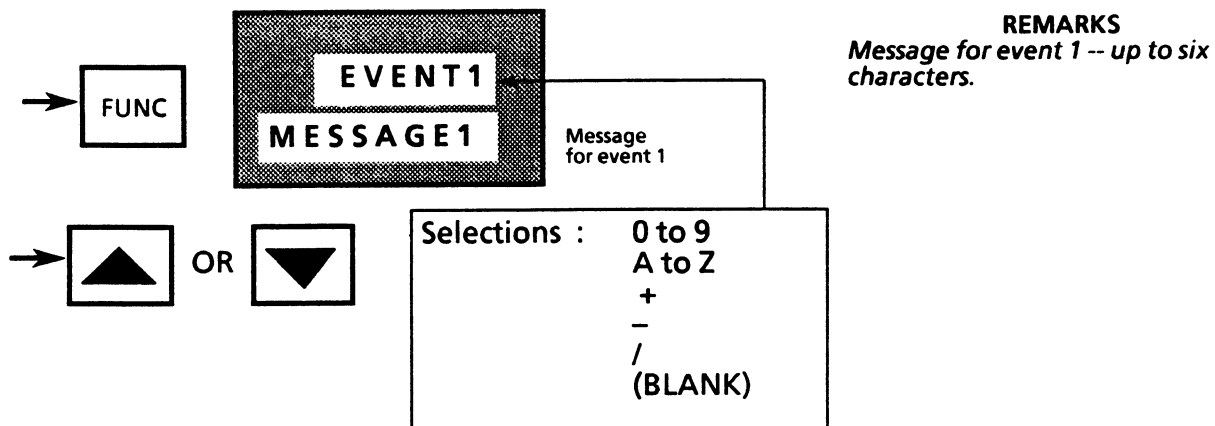 REMARKS
Message for event 1 -- up to six
characters.
FUNC
EVENT1
MESSAGE1
Message
for event 1
OR
Selections : 0 to 9
A to Z
+
–
/
(BLANK)